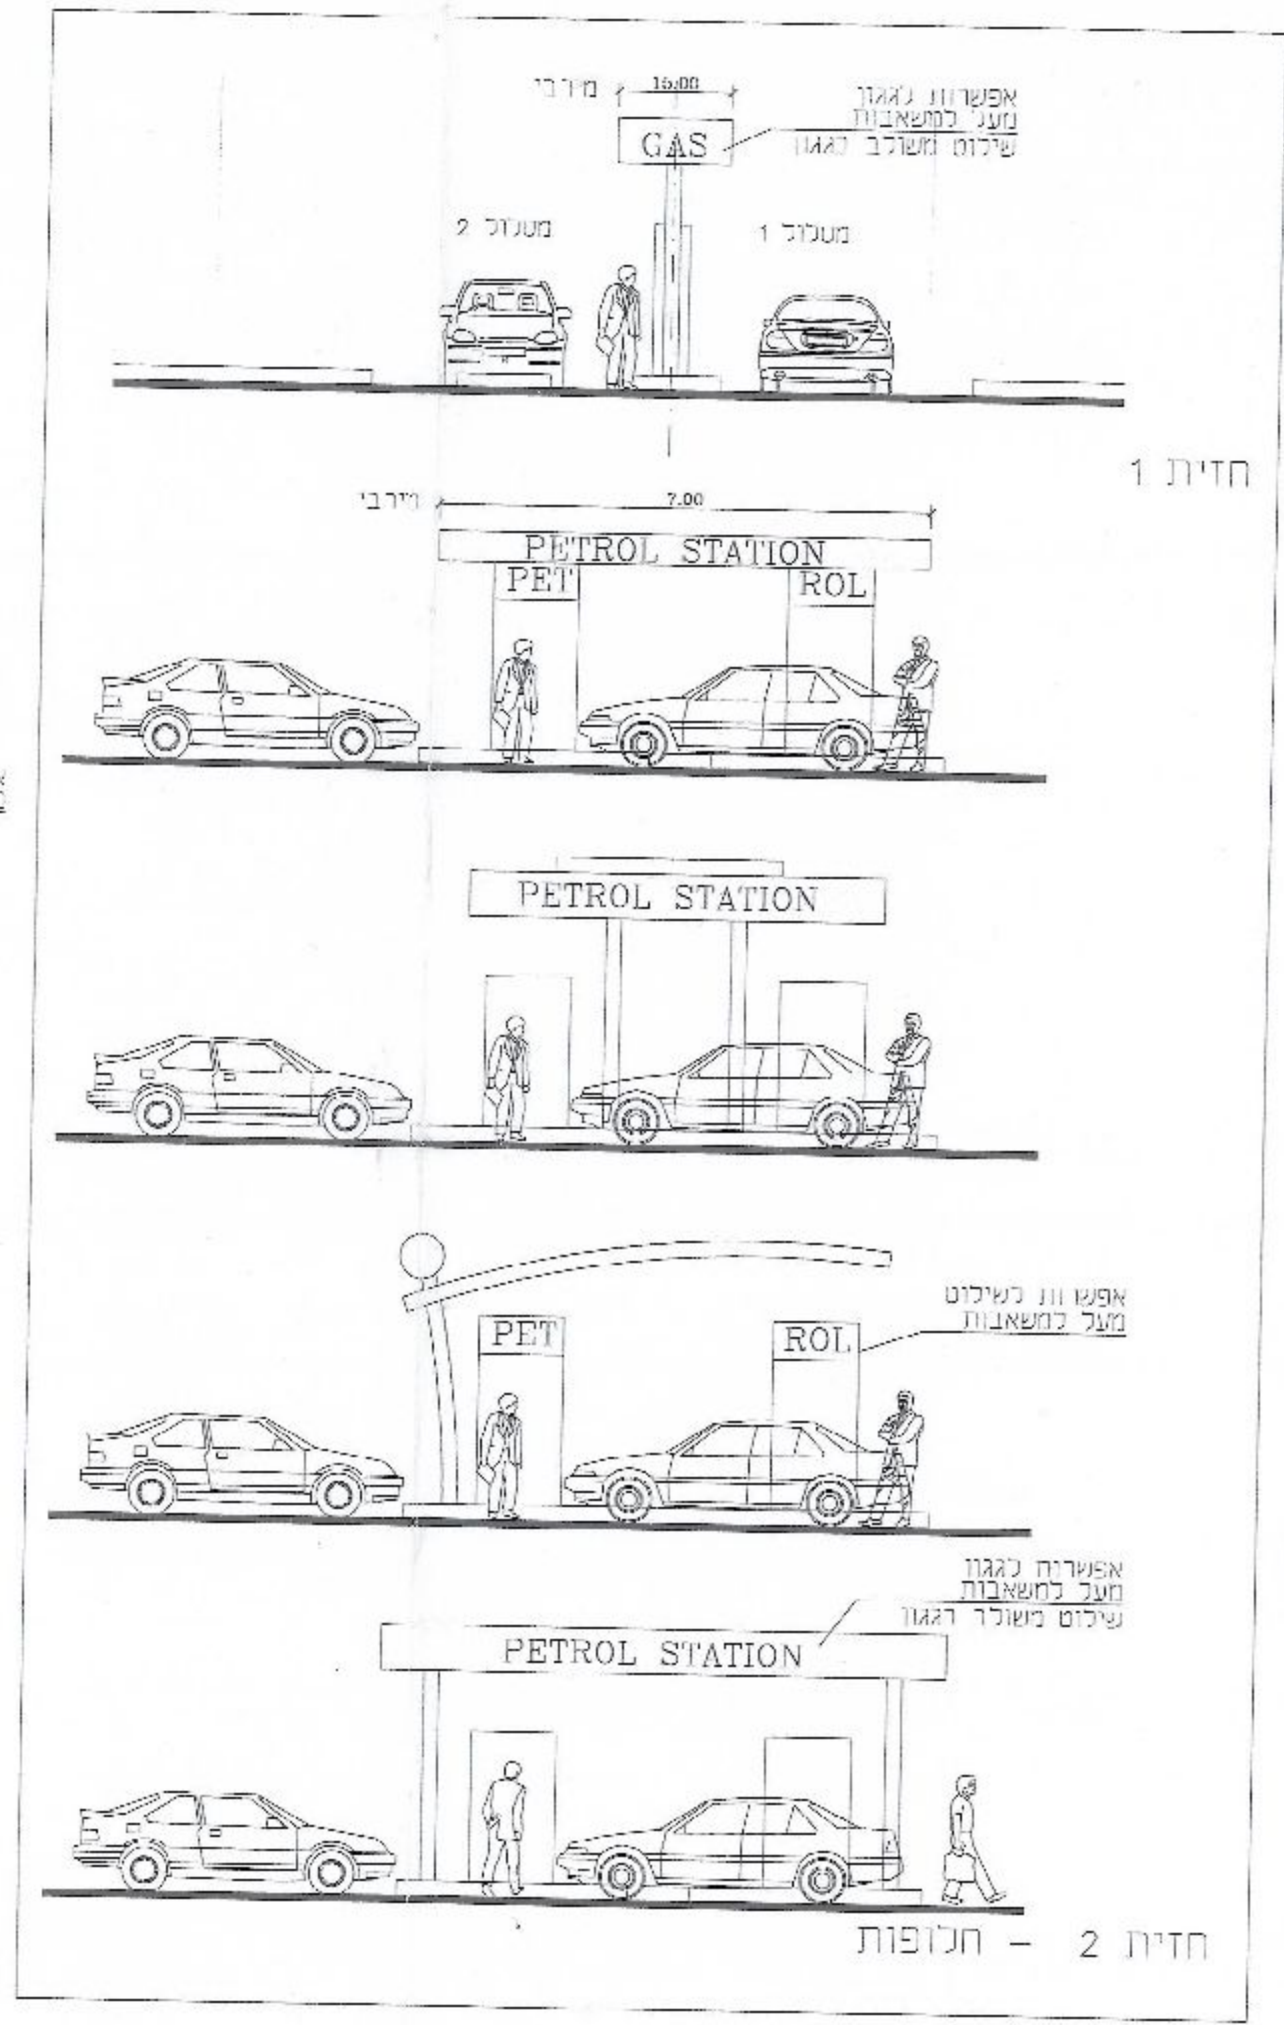 מירבי
15.00
אפשרות לגגון
מעל למשאבות
שילוט משולב לגגון
GAS
מסלול 2
מסלול 1
חזית 1
מירבי
7.00
PETROL STATION
PET
ROL
PETROL STATION
אפשרות לשילוט
מעל למשאבות
PET
ROL
אפשרות לגגון
מעל למשאבות
שילוט משולב לגגון
PETROL STATION
חזית 2 - חלופות